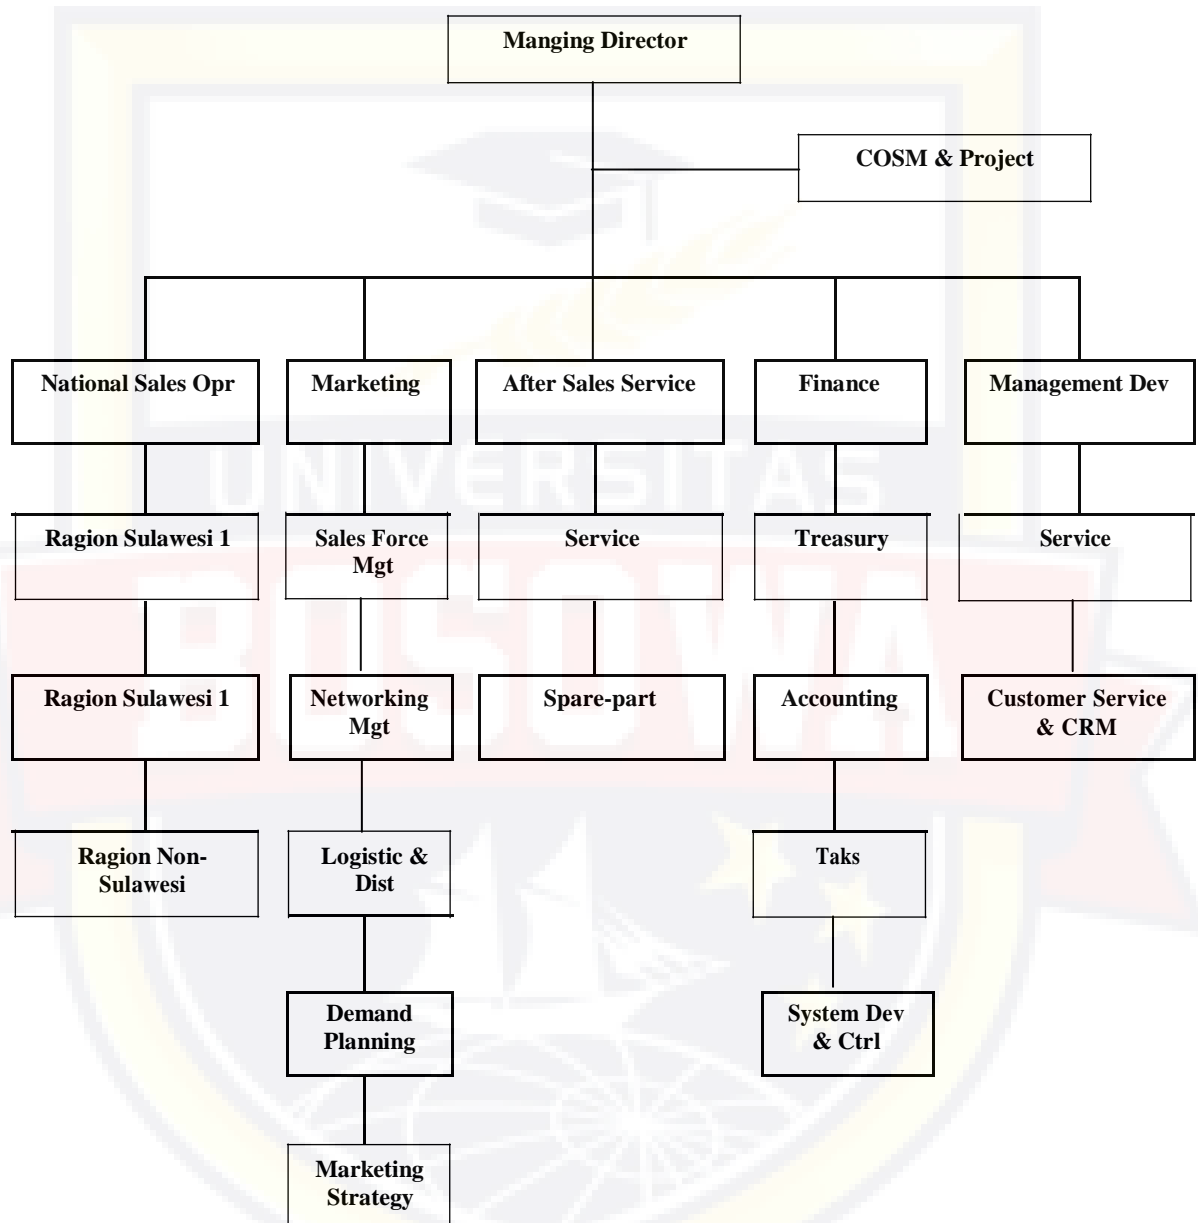 Manging Director
COSM & Project
National Sales Opr
Marketing
After Sales Service
Finance
Management Dev
UNIVERSITAS
Ragion Sulawesi 1
Sales Force
Mgt
Service
Treasury
Service
BOSOWA
Ragion Sulawesi 1
Networking
Mgt
Spare-part
Accounting
Customer Service
& CRM
Ragion Non-
Sulawesi
Logistic &
Dist
Taks
Demand
Planning
System Dev
& Ctrl
Marketing
Strategy